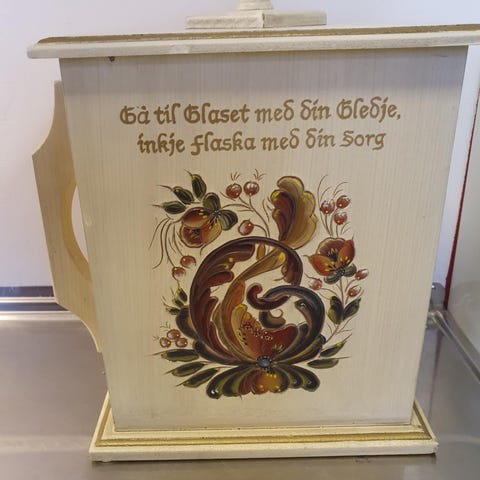 Gå til Glaset med din Gledje,
inkje Flaska med din Sorg